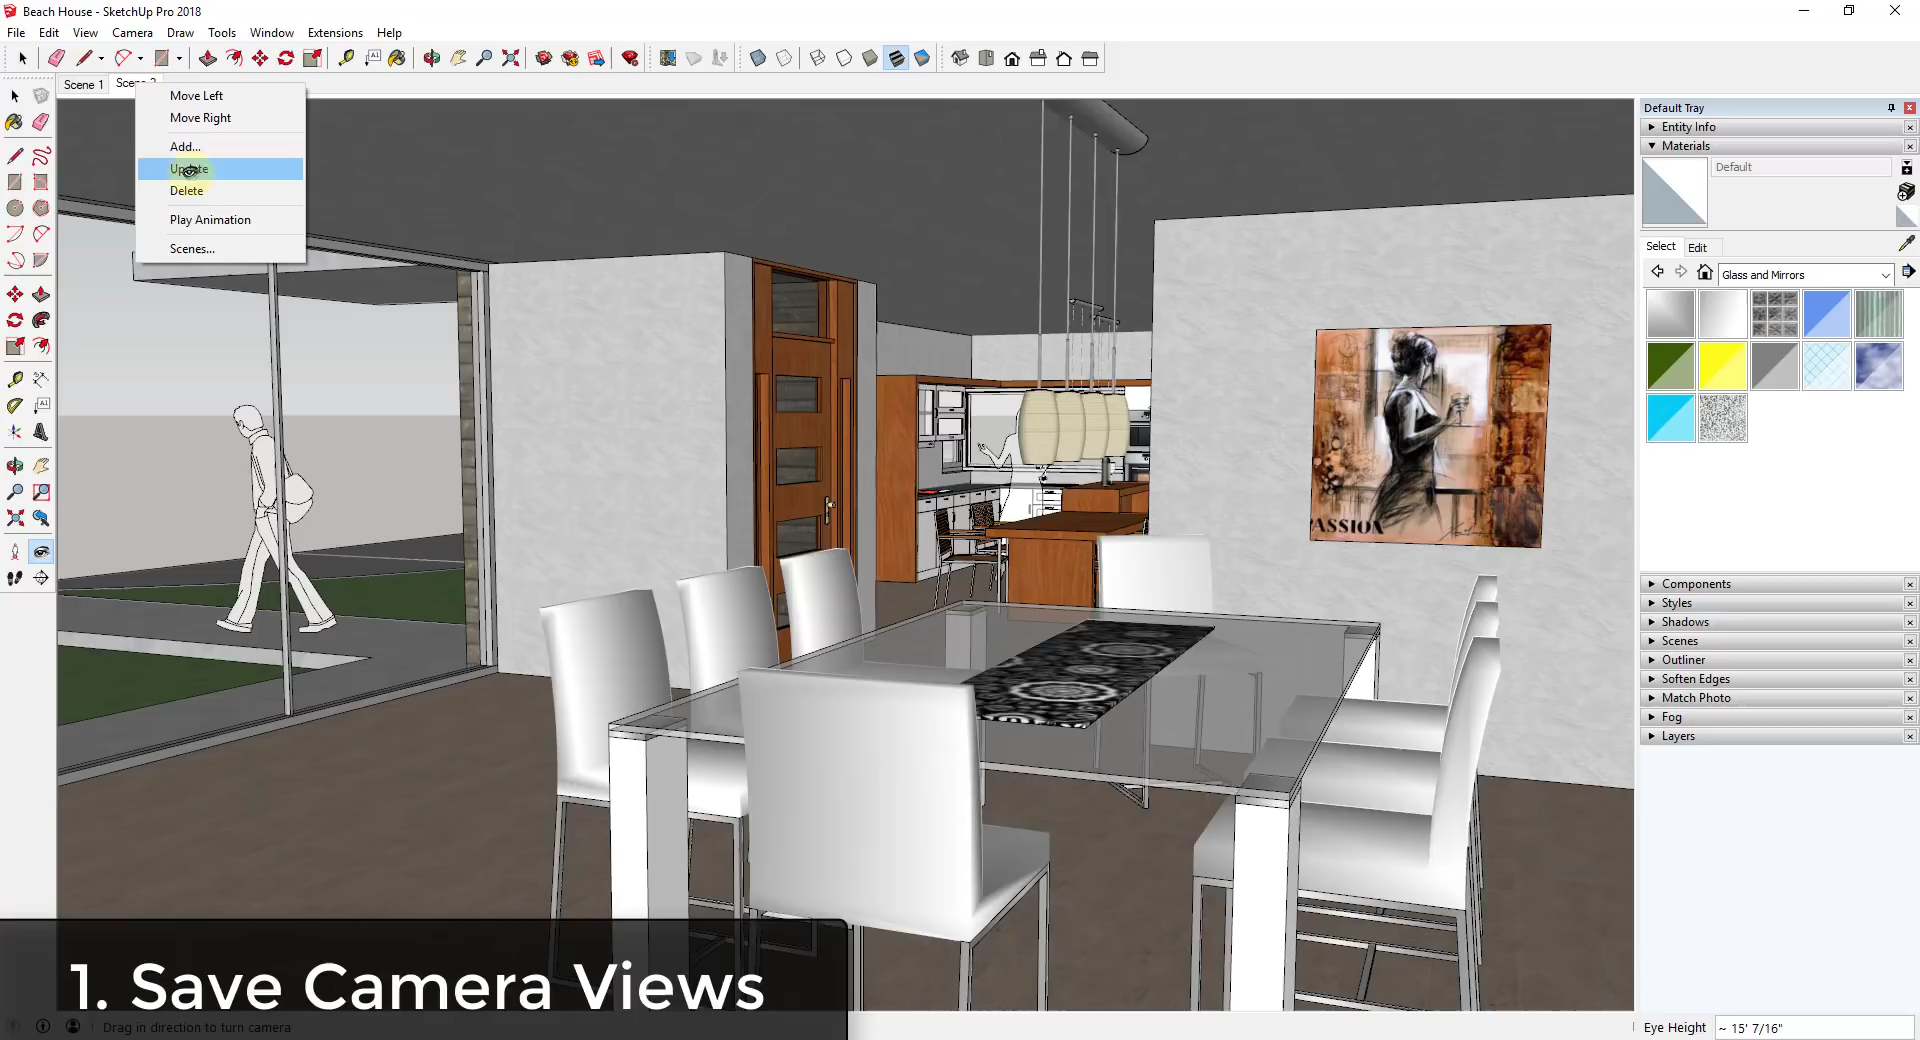 Beach House - SketchUp Pro 2018
File Edit View Camera Draw Tools Window Extensions Help
Scene 1
Move Left
Move Right
Add...
Update
Delete
Play Animation
Scenes...
Default Tray
Entity Info
Materials
Default
Select Edit
Glass and Mirrors
Components
Styles
Shadows
Scenes
Outliner
Soften Edges
Match Photo
Fog
Layers
ASSION
1. Save Camera Views
Drag in direction to turn camera
Eye Height ~ 15' 7/16"